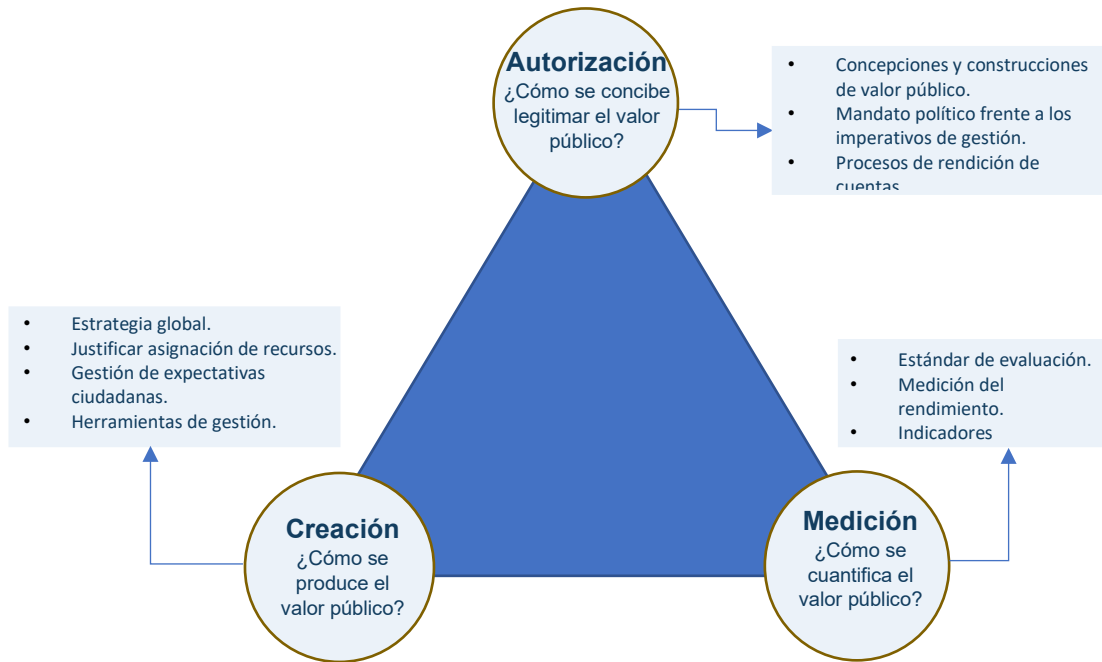 Autorización
¿Cómo se concibe
legitimar el valor
público?
• Concepciones y construcciones
de valor público.
• Mandato político frente a los
imperativos de gestión.
• Procesos de rendición de
cuentas
• Estrategia global.
• Justificar asignación de recursos.
• Gestión de expectativas
ciudadanas.
• Herramientas de gestión.
• Estándar de evaluación.
• Medición del
rendimiento.
• Indicadores
Creación
¿Cómo se
produce el
valor público?
Medición
¿Cómo se
cuantifica el
valor público?